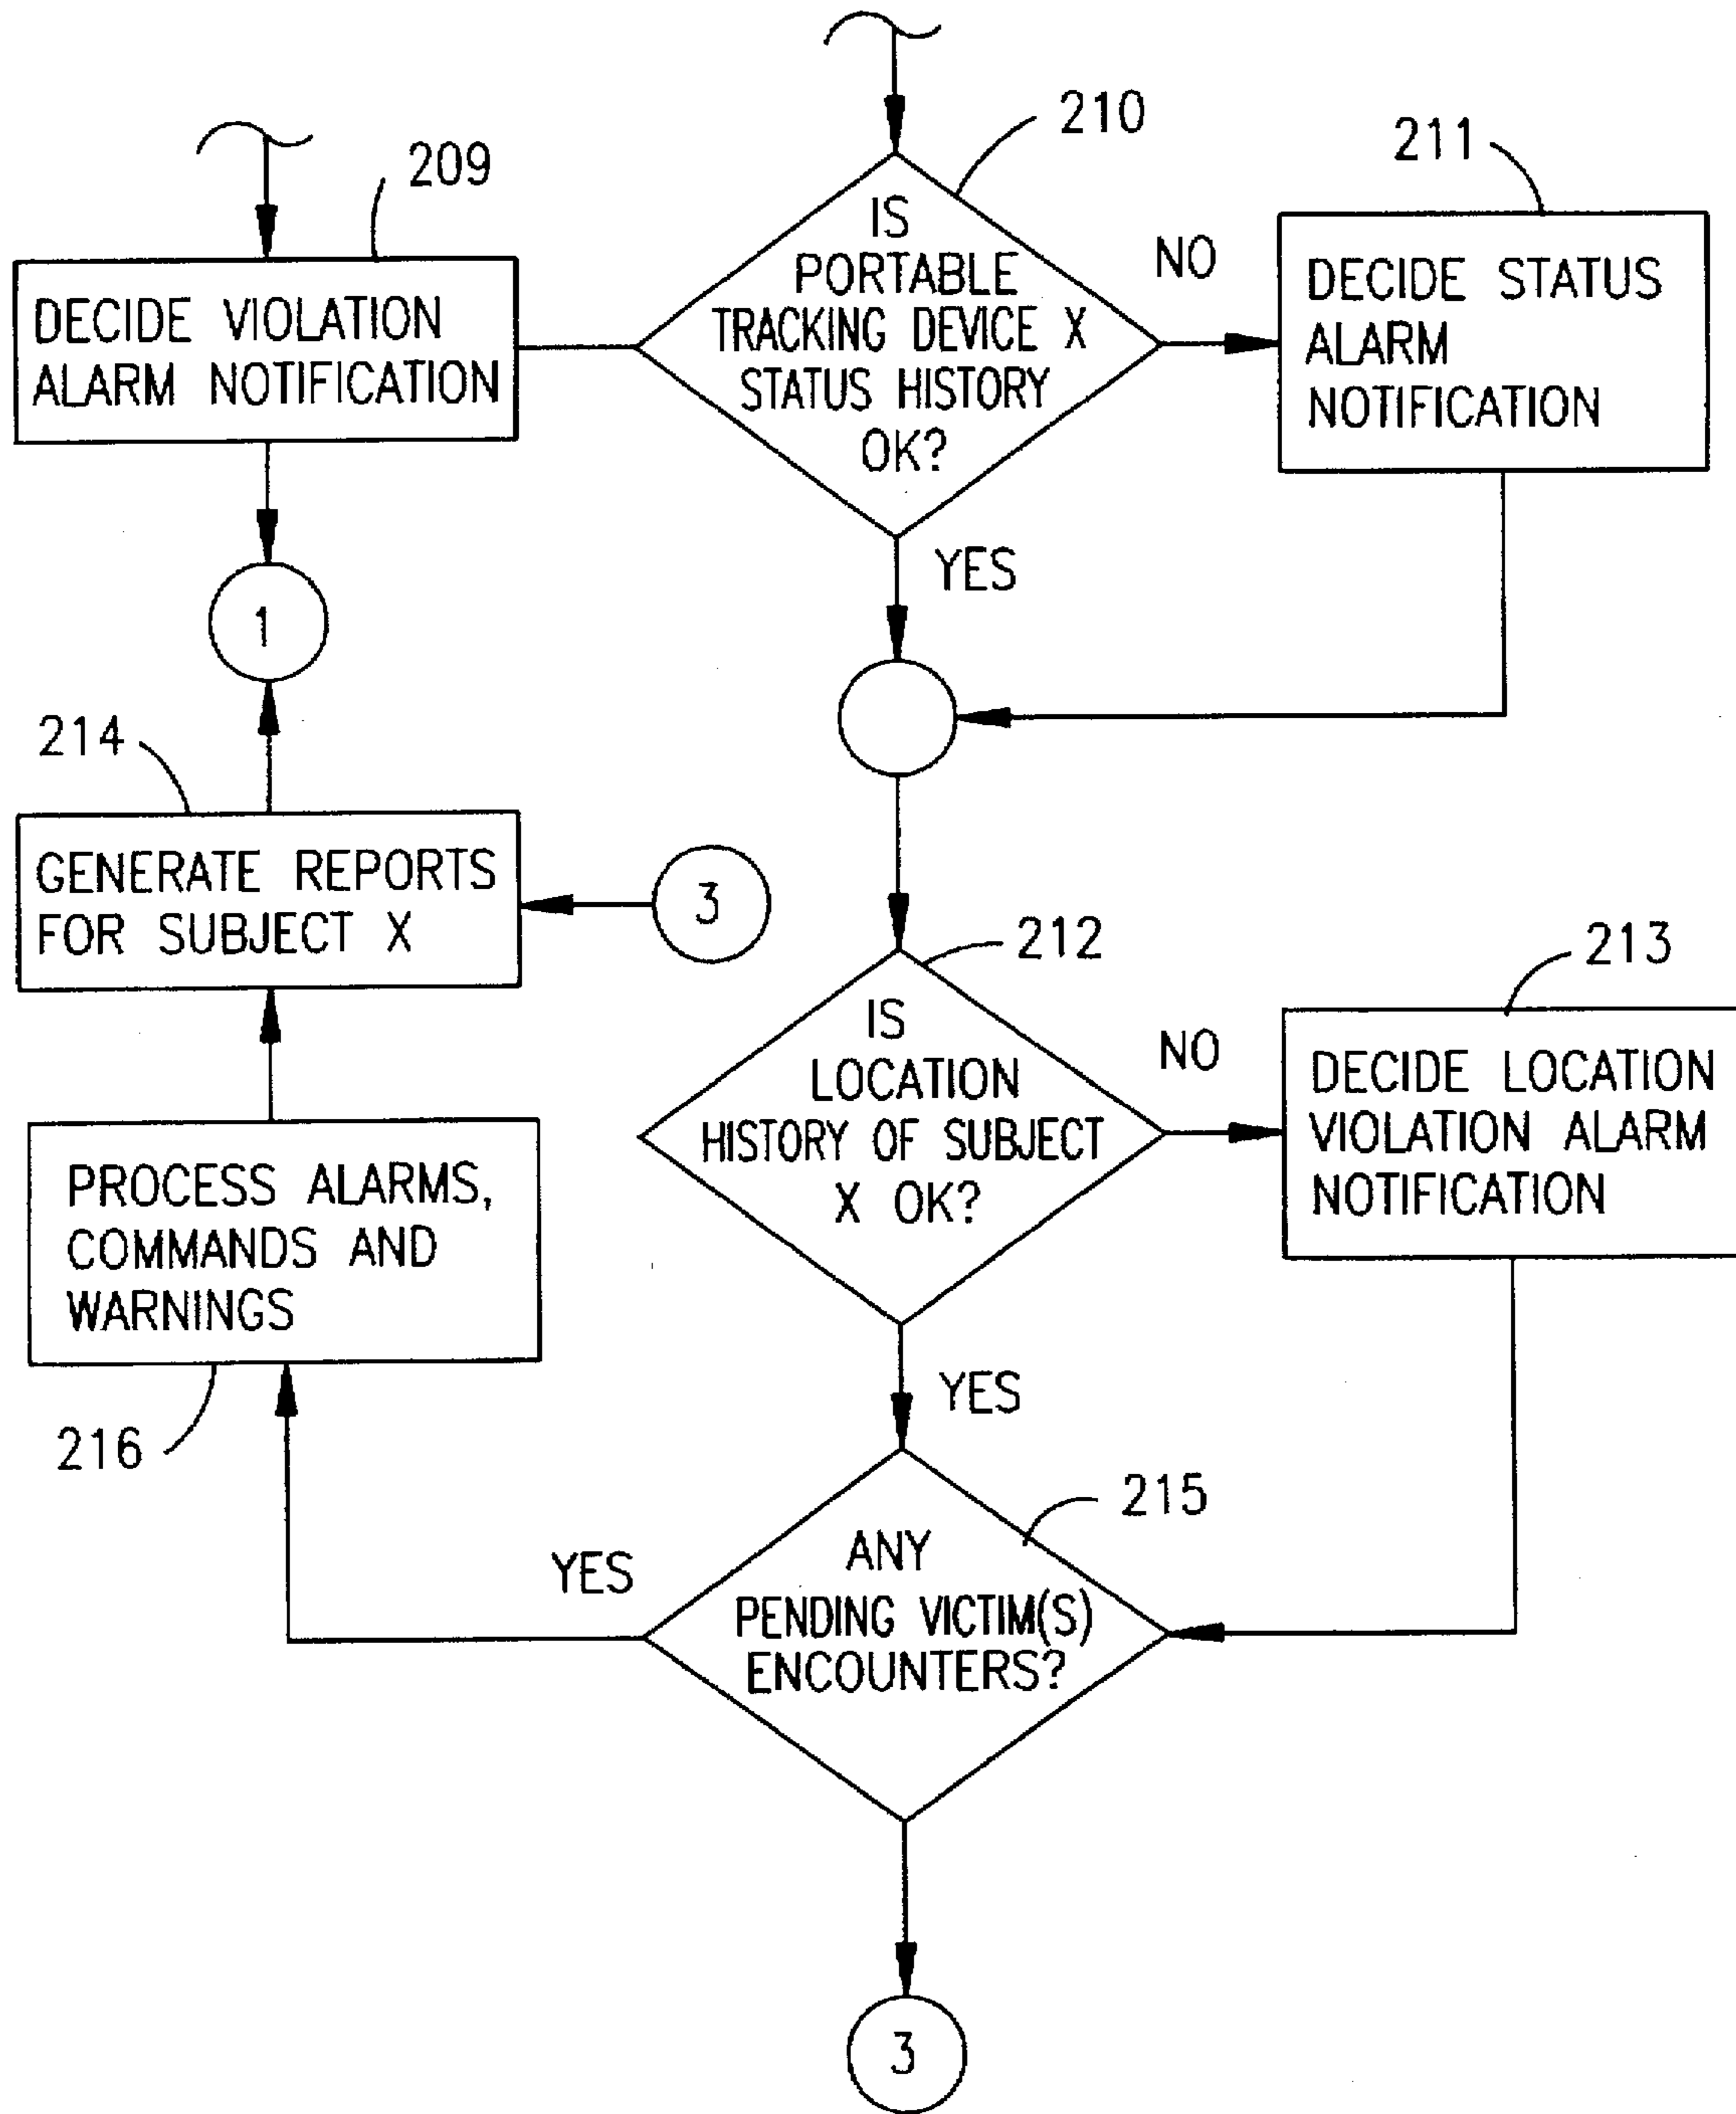 210
211
209
IS
PORTABLE
TRACKING DEVICE X
STATUS HISTORY
OK?
NO
DECIDE STATUS
ALARM
NOTIFICATION
DECIDE VIOLATION
ALARM NOTIFICATION
YES
1
214
GENERATE REPORTS
FOR SUBJECT X
3
212
213
IS
LOCATION
HISTORY OF SUBJECT
X OK?
NO
DECIDE LOCATION
VIOLATION ALARM
NOTIFICATION
PROCESS ALARMS,
COMMANDS AND
WARNINGS
216
YES
215
YES
ANY
PENDING VICTIM(S)
ENCOUNTERS?
3